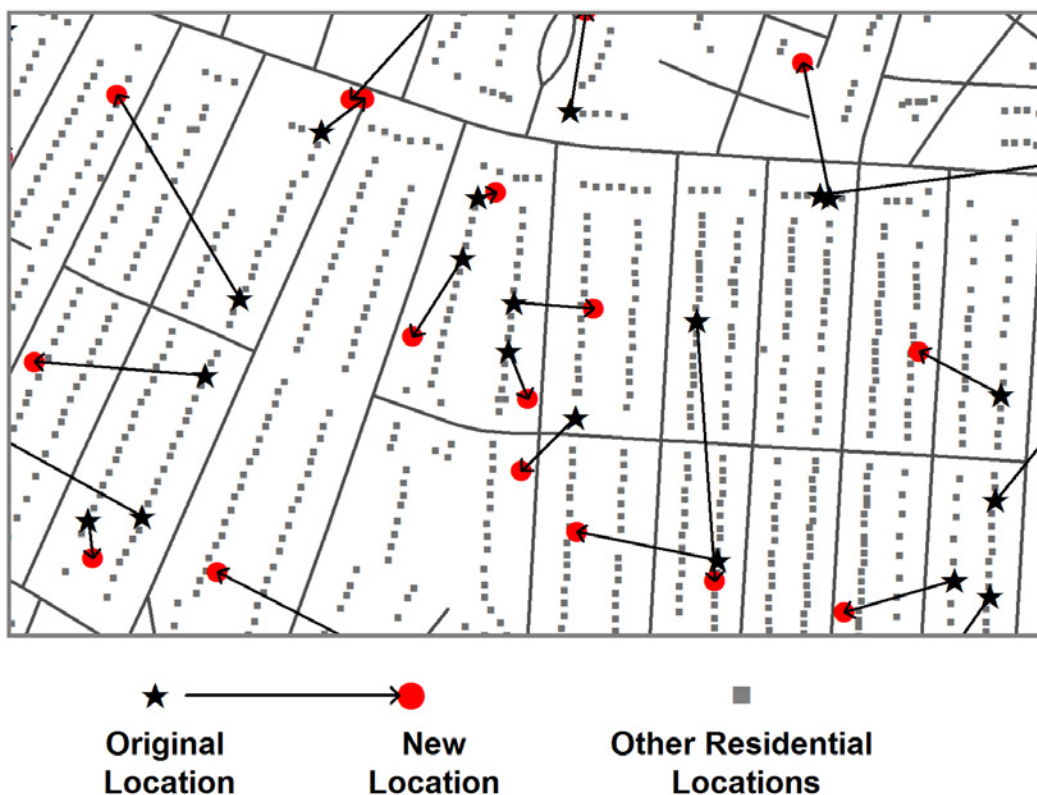 Original
Location
New
Location
Other Residential
Locations